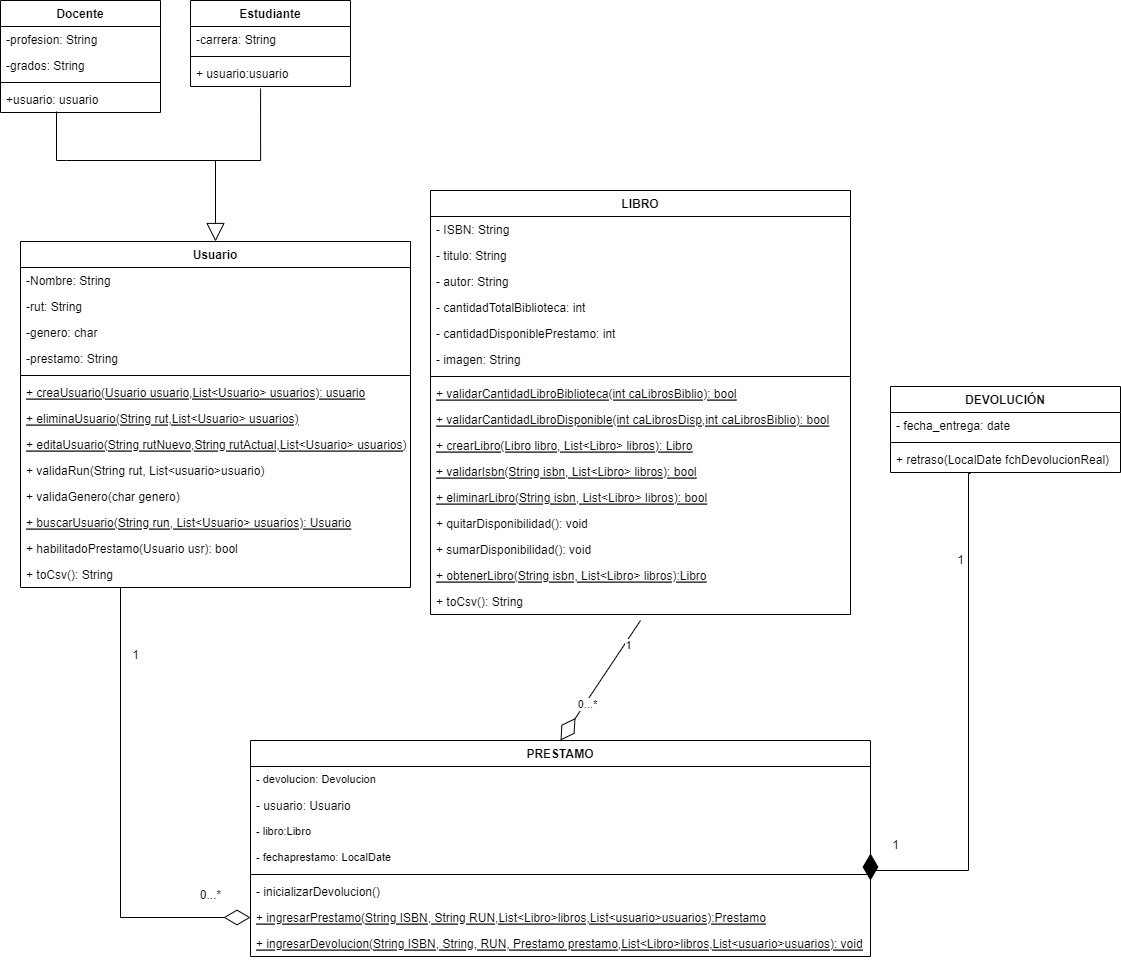 Docente
-profesion: String
-grados: String
+usuario: usuario
Estudiante
-carrera: String
+ usuario:usuario
Usuario
-Nombre: String
-rut: String
-genero: char
-prestamo: String
+ creaUsuario(Usuario usuario,List<Usuario> usuarios): usuario
+ eliminaUsuario(String rut,List<Usuario> usuarios)
+ editaUsuario(String rutNuevo,String rutActual,List<Usuario> usuarios)
+ validaRun(String rut, List<usuario>usuario)
+ validaGenero(char genero)
+ buscarUsuario(String run, List<Usuario> usuarios): Usuario
+ habilitadoPrestamo(Usuario usr): bool
+ toCsv(): String
LIBRO
- ISBN: String
- titulo: String
- autor: String
- cantidadTotalBiblioteca: int
- cantidadDisponiblePrestamo: int
- imagen: String
+ validarCantidadLibroBiblioteca(int caLibrosBiblio): bool
+ validarCantidadLibroDisponible(int caLibrosDisp,int caLibrosBiblio): bool
+ crearLibro(Libro libro, List<Libro> libros): Libro
+ validarIsbn(String isbn, List<Libro> libros): bool
+ eliminarLibro(String isbn, List<Libro> libros): bool
+ quitarDisponibilidad(): void
+ sumarDisponibilidad(): void
+ obtenerLibro(String isbn, List<Libro> libros):Libro
+ toCsv(): String
DEVOLUCIÓN
- fecha_entrega: date
+ retraso(LocalDate fchDevolucionReal)
1
1
1
0...*
PRESTAMO
- devolucion: Devolucion
- usuario: Usuario
- libro:Libro
- fechaprestamo: LocalDate
1
0...*
- inicializarDevolucion()
+ ingresarPrestamo(String ISBN, String RUN,List<Libro>libros,List<usuario>usuarios):Prestamo
+ ingresarDevolucion(String ISBN, String, RUN, Prestamo prestamo,List<Libro>libros,List<usuario>usuarios): void